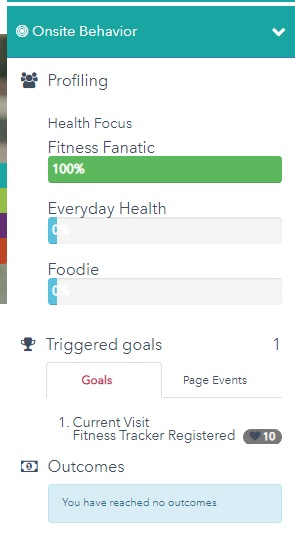 Onsite Behavior
Profiling
Health Focus
Fitness Fanatic
100%
Everyday Health
0%
Foodie
0%
Triggered goals 1
Goals Page Events
1. Current Visit
Fitness Tracker Registered 10
Outcomes
You have reached no outcomes